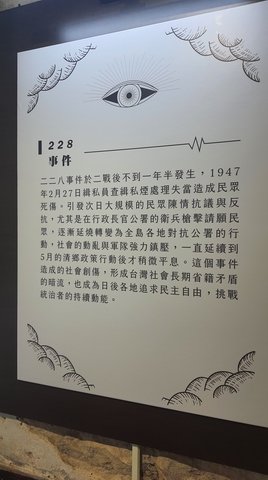 228
事件
二二八事件於二戰後不到一年半發生，1947
年2月27日緝私員查緝私煙處理失當造成民眾
死傷。引發次日大規模的民眾陳情抗議與反
抗，尤其是在行政長官公署的衛兵槍擊請願民
眾，逐漸延燒轉變為全島各地對抗公署的行
動，社會的動亂與軍隊強力鎮壓，一直延續到
5月的清鄉政策行動後才稍微平息。這個事件
造成的社會創傷，形成台灣社會長期省籍矛盾
的暗流，也成為日後各地追求民主自由，挑戰
統治者的持續動能。